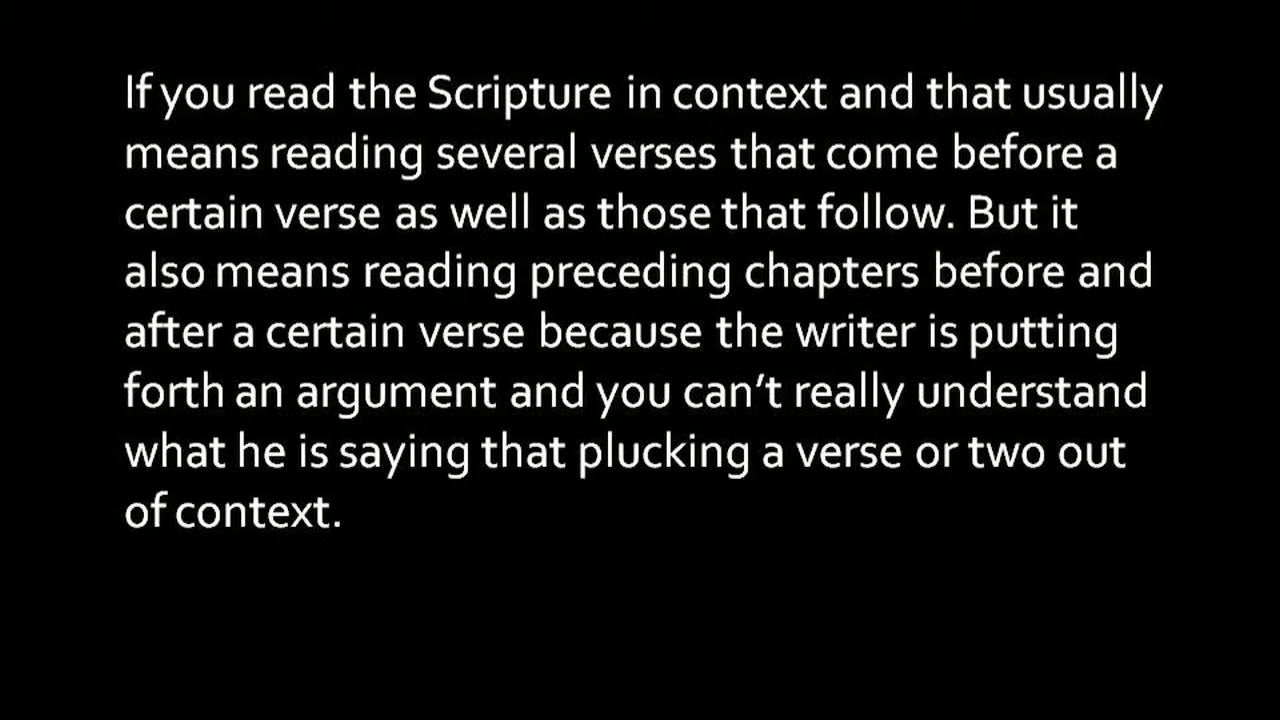 If you read the Scripture in context and that usually
means reading several verses that come before a
certain verse as well as those that follow. But it
also means reading preceding chapters before and
after a certain verse because the writer is putting
forth an argument and you can’t really understand
what he is saying that plucking a verse or two out
of context.